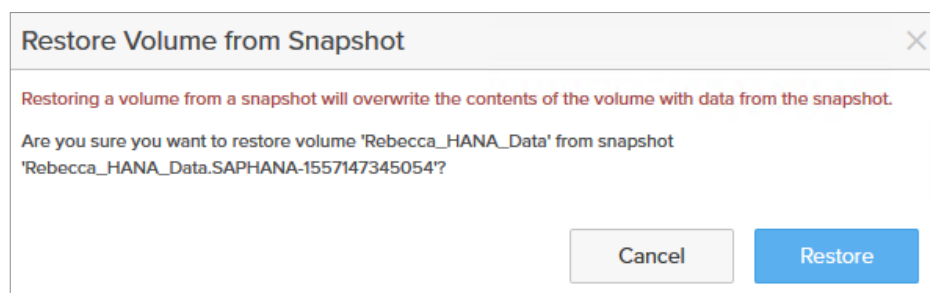 Restore Volume from Snapshot
Restoring a volume from a snapshot will overwrite the contents of the volume with data from the snapshot.
Are you sure you want to restore volume 'Rebecca_HANA_Data' from snapshot
'Rebecca_HANA_Data.SAPHANA-1557147345054'?
Cancel Restore